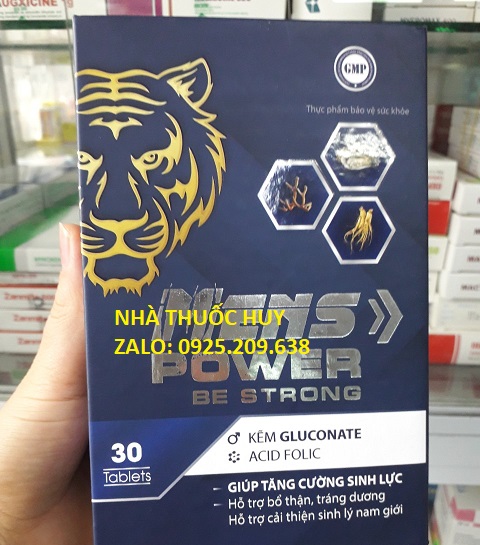 GMP
Thực phẩm bảo vệ sức khỏe
Mens
NHÀ THUỐC HUY
ZALO: 0925.209.638
POWER
BE STRONG
30
Tablets
KẼM GLUCONATE
ACID FOLIC
GIÚP TĂNG CƯỜNG SINH LỰC
Hỗ trợ bổ thận, tráng dương
Hỗ trợ cải thiện sinh lý nam giới